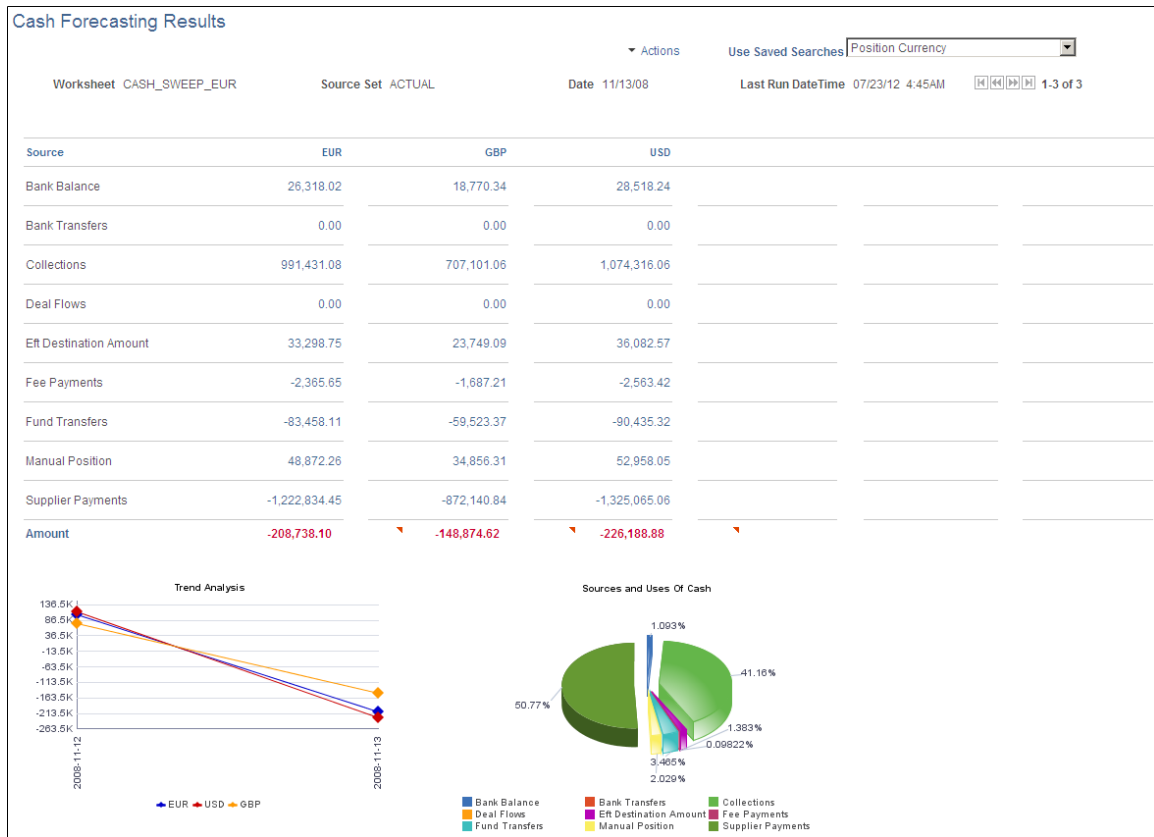 Cash Forecasting Results
Actions Use Saved Searches Position Currency
Worksheet CASH_SWEEP_EUR Source Set ACTUAL Date 11/13/08 Last Run DateTime 07/23/12 4:45AM 1-3 of 3
Source EUR GBP USD
Bank Balance 26,318.02 18,770.34 28,518.24
Bank Transfers 0.00 0.00 0.00
Collections 991,431.08 707,101.06 1,074,316.06
Deal Flows 0.00 0.00 0.00
Eft Destination Amount 33,298.75 23,749.09 36,082.57
Fee Payments -2,365.65 -1,687.21 -2,563.42
Fund Transfers -83,458.11 -59,523.37 -90,435.32
Manual Position 48,872.26 34,856.31 52,958.05
Supplier Payments -1,222,834.45 -872,140.84 -1,325,065.06
Amount -208,738.10 -148,874.62 -226,188.88
Trend Analysis
136.5K
86.5K
36.5K
-13.5K
-63.5K
-113.5K
-163.5K
-213.5K
-263.5K
2008-11-12
2008-11-13
EUR USD GBP
Sources and Uses Of Cash
1.093%
41.16%
50.77%
1.383%
0.09822%
3.465%
2.029%
Bank Balance Bank Transfers Collections
Deal Flows Eft Destination Amount Fee Payments
Fund Transfers Manual Position Supplier Payments